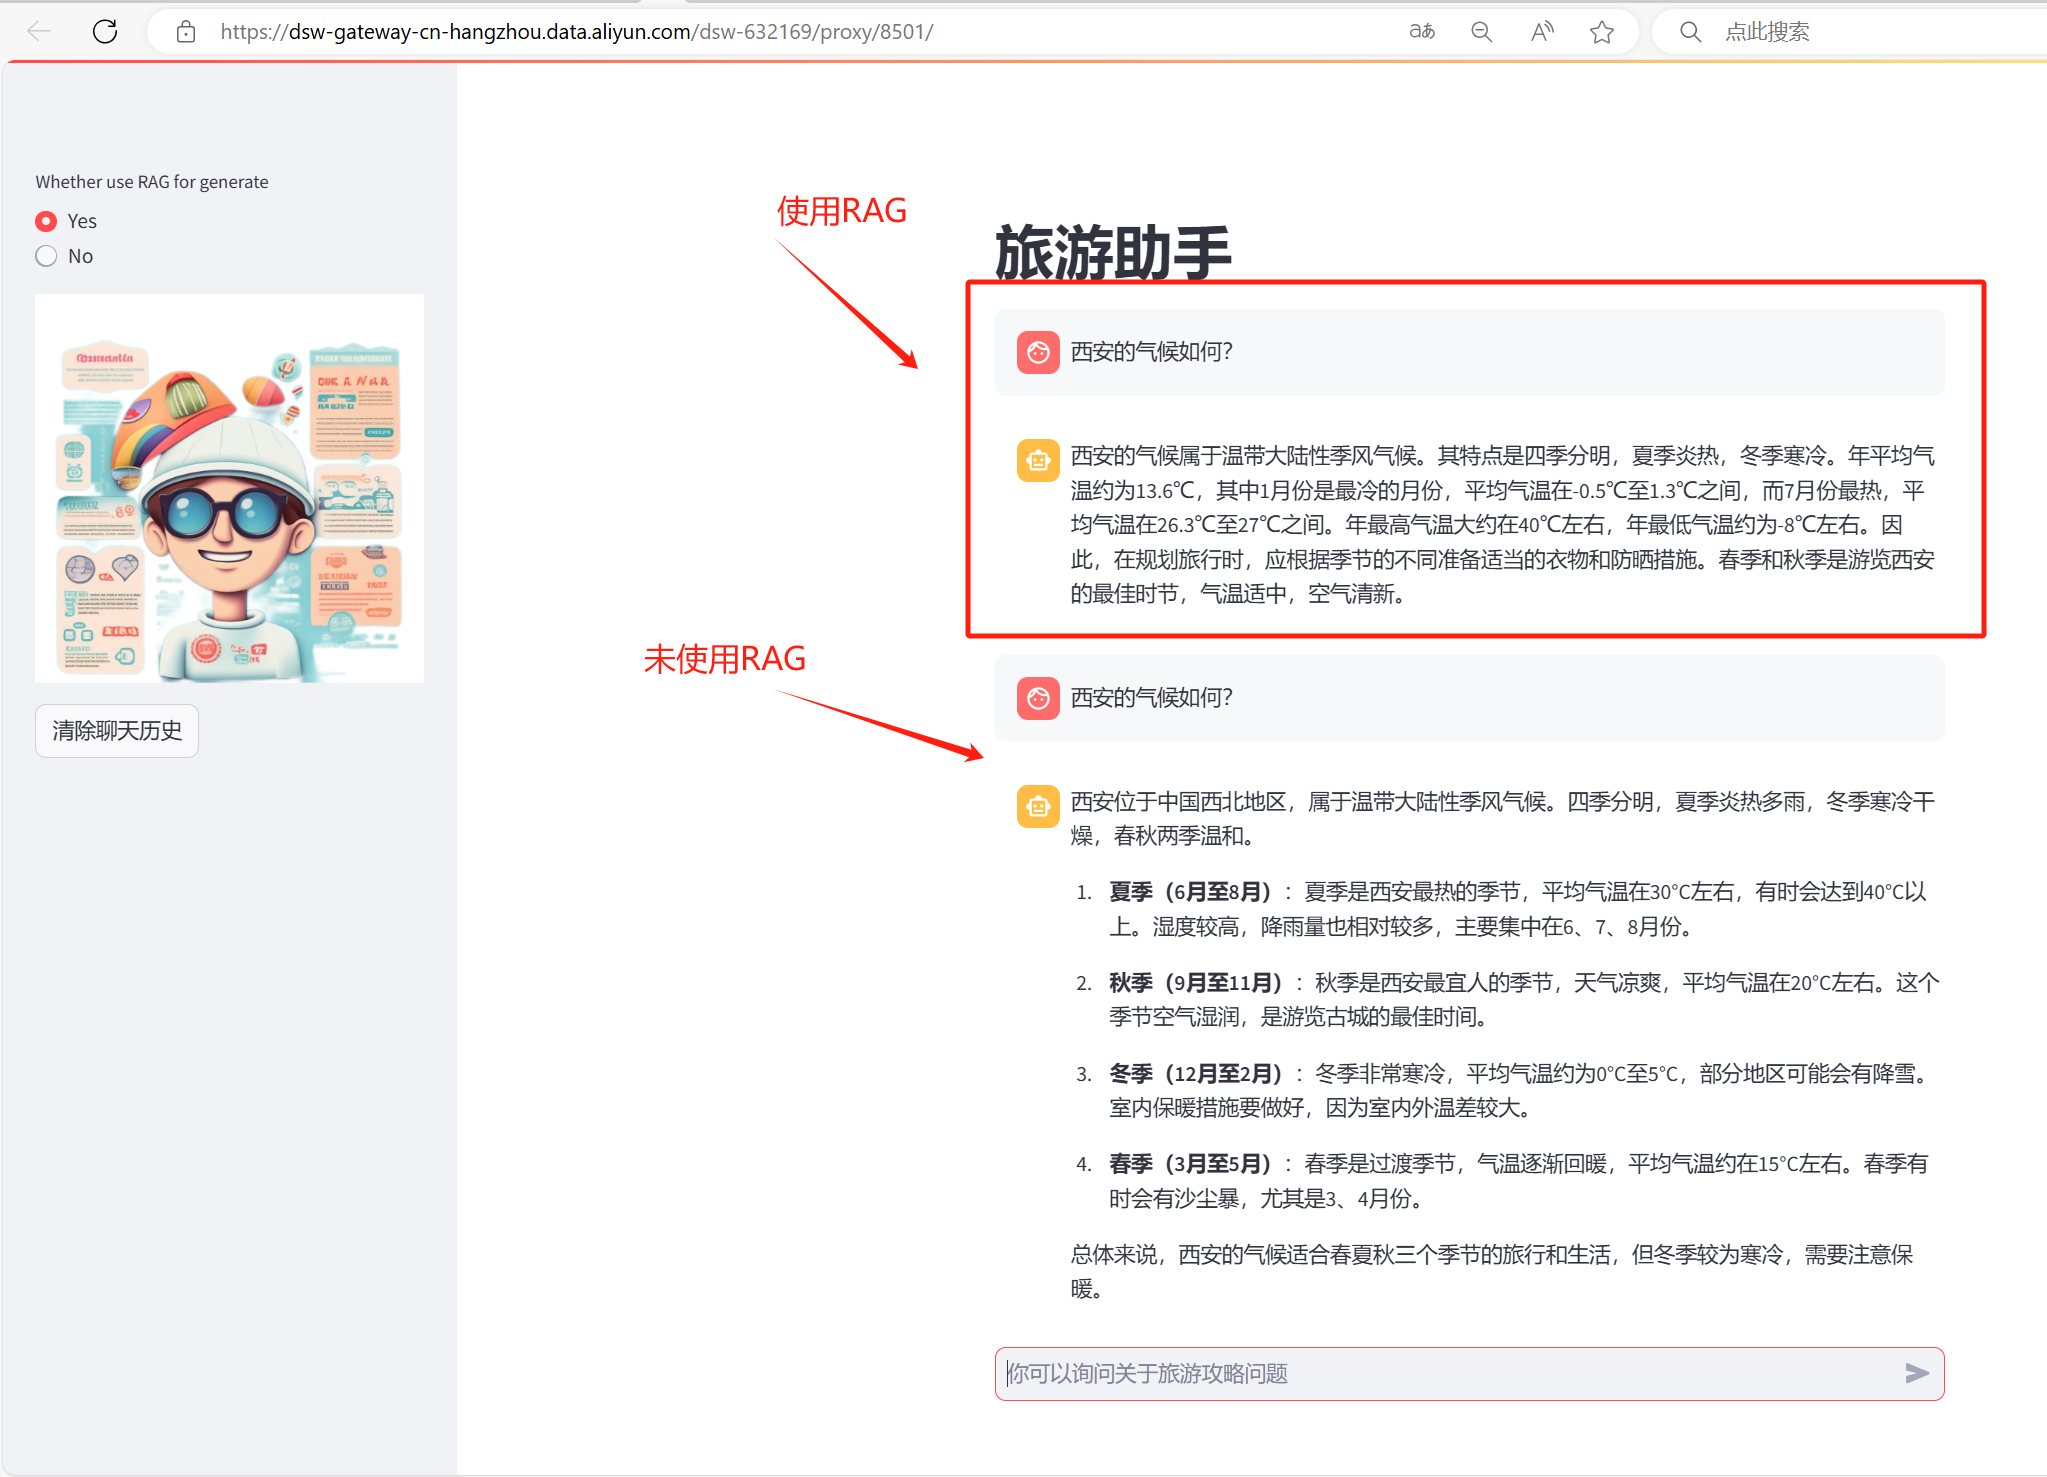 https://dsw-gateway-cn-hangzhou.data.aliyun.com/dsw-632169/proxy/8501/
点此搜索
Whether use RAG for generate
Yes
No
清除聊天历史
使用RAG
旅游助手
西安的气候如何？
西安的气候属于温带大陆性季风气候。其特点是四季分明，夏季炎热，冬季寒冷。年平均气
温约为13.6℃，其中1月份是最冷的月份，平均气温在-0.5℃至1.3℃之间，而7月份最热，平
均气温在26.3℃至27℃之间。年最高气温大约在40℃左右，年最低气温约为-8℃左右。因
此，在规划旅行时，应根据季节的不同准备适当的衣物和防晒措施。春季和秋季是游览西安
的最佳时节，气温适中，空气清新。
未使用RAG
西安的气候如何？
西安位于中国西北地区，属于温带大陆性季风气候。四季分明，夏季炎热多雨，冬季寒冷干
燥，春秋两季温和。
1. 夏季（6月至8月）：夏季是西安最热的季节，平均气温在30°C左右，有时会达到40°C以
上。湿度较高，降雨量也相对较多，主要集中在6、7、8月份。
2. 秋季（9月至11月）：秋季是西安最宜人的季节，天气凉爽，平均气温在20°C左右。这个
季节空气湿润，是游览古城的最佳时间。
3. 冬季（12月至2月）：冬季非常寒冷，平均气温约为0°C至5°C，部分地区可能会有降雪。
室内保暖措施要做好，因为室内外温差较大。
4. 春季（3月至5月）：春季是过渡季节，气温逐渐回暖，平均气温约在15°C左右。春季有
时会有沙尘暴，尤其是3、4月份。
总体来说，西安的气候适合春夏秋三个季节的旅行和生活，但冬季较为寒冷，需要注意保
暖。
你可以询问关于旅游攻略问题